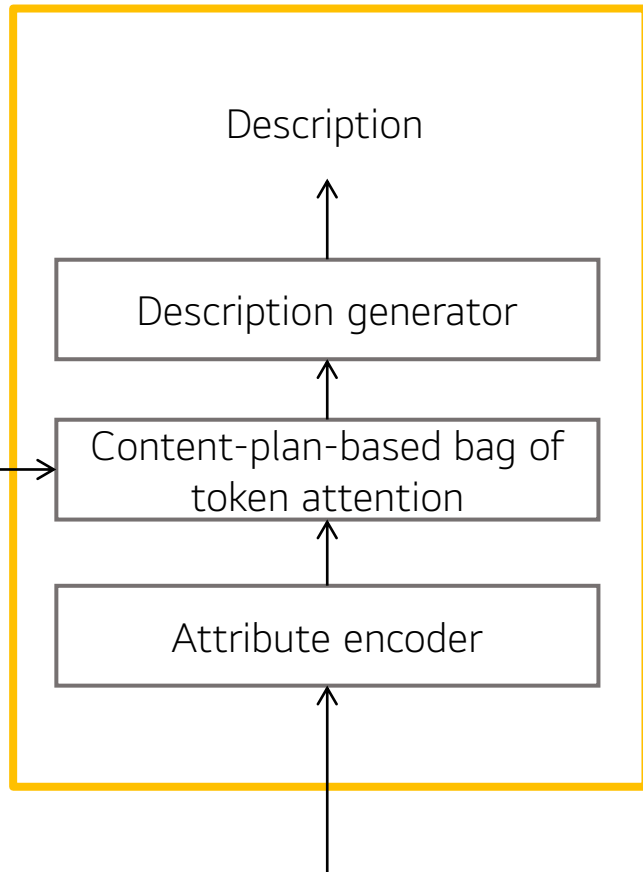 Description
Description generator
Content-plan-based bag of
token attention
Attribute encoder